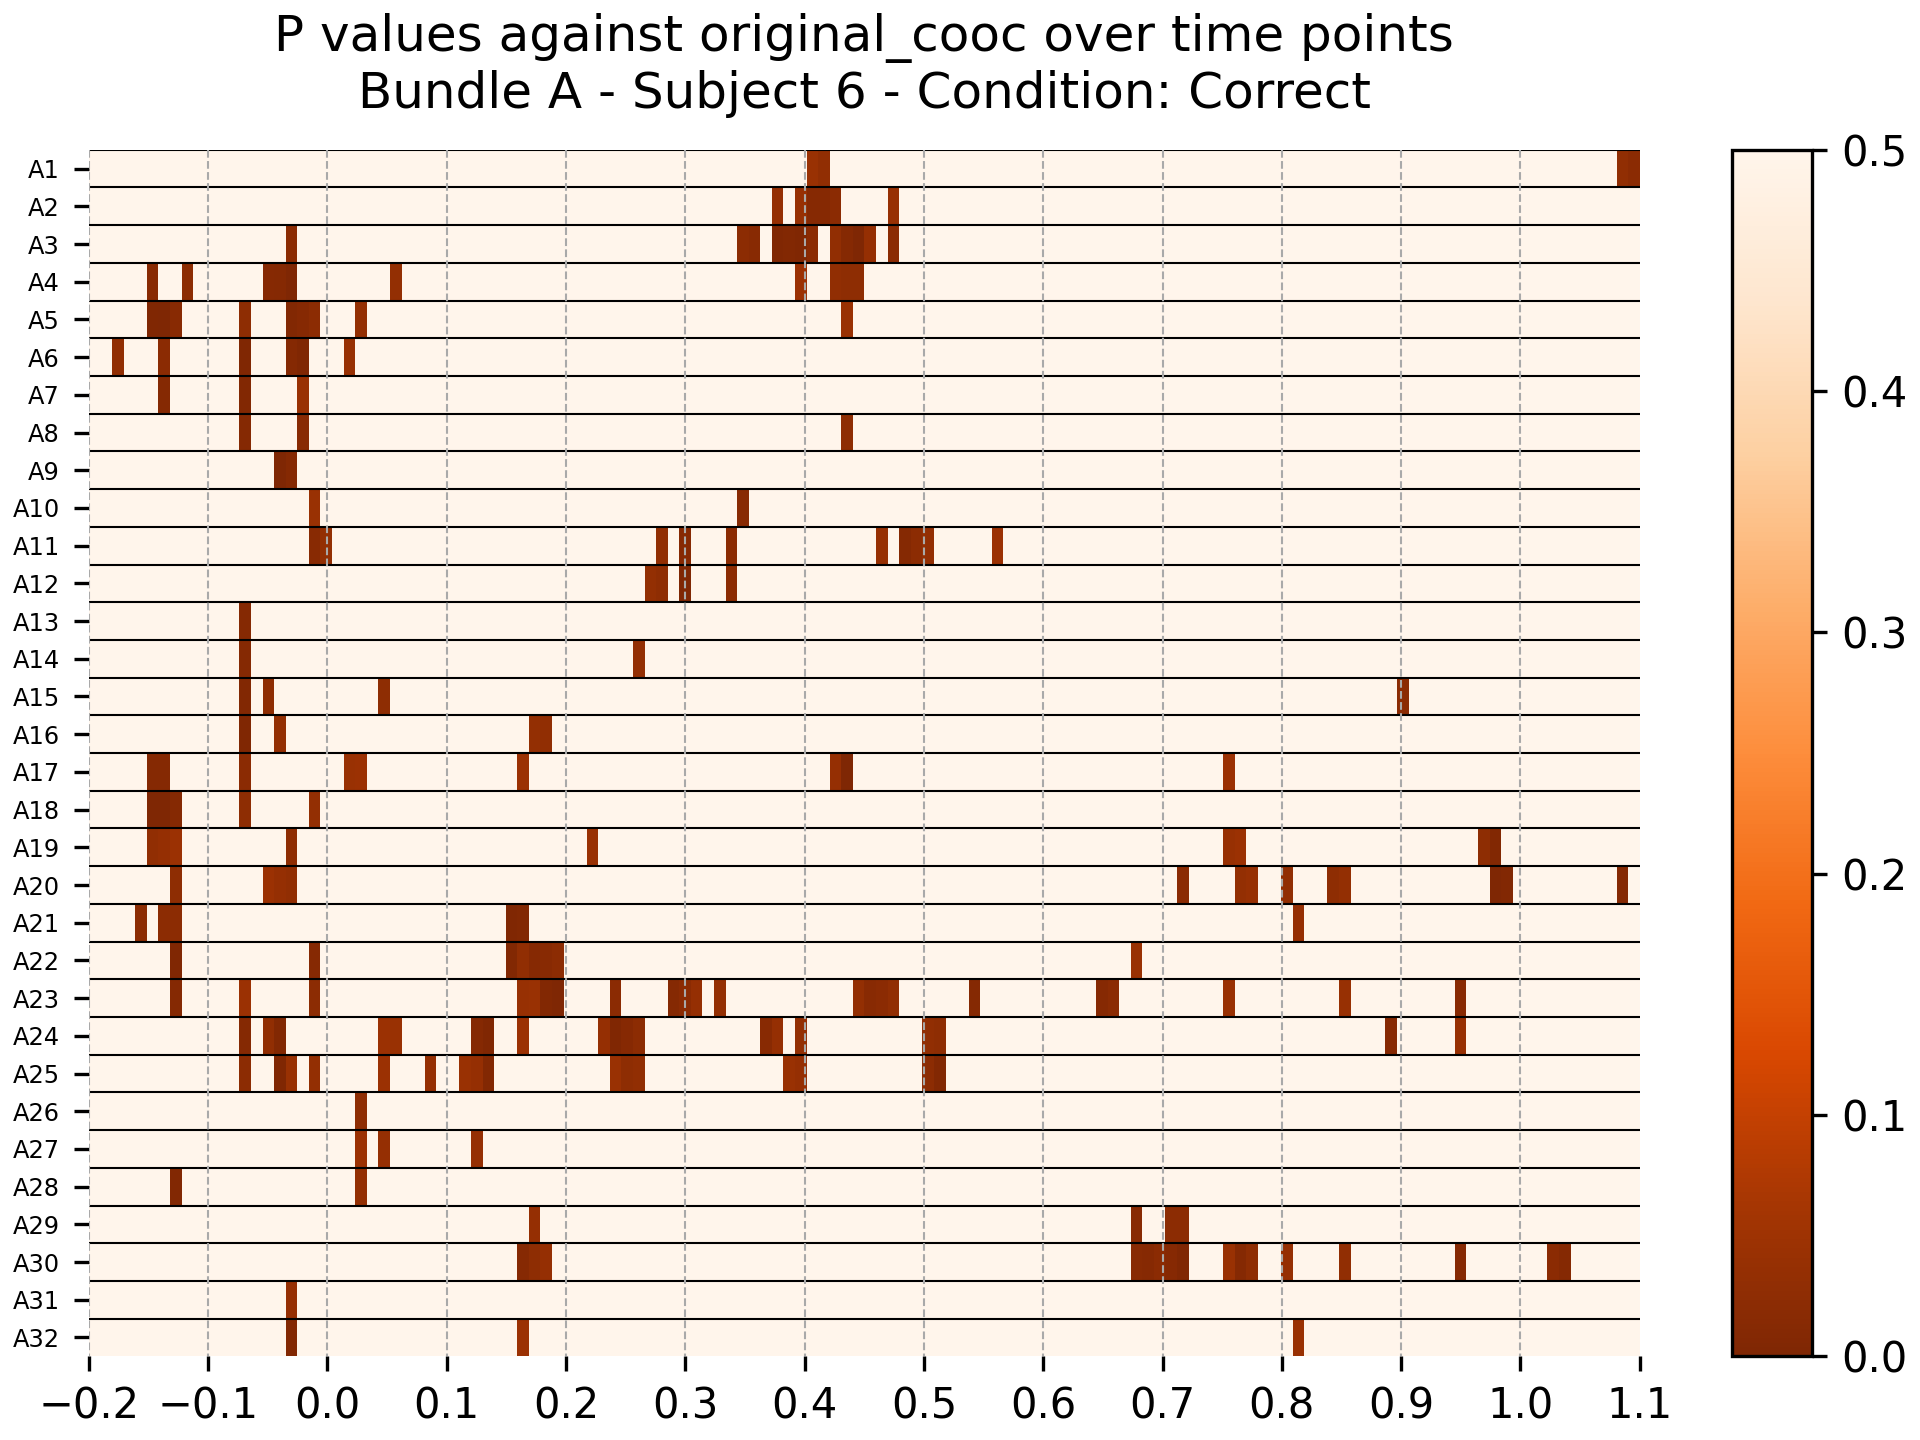 P values against original_cooc over time points
Bundle A - Subject 6 - Condition: Correct
A1
A2
A3
A4
A5
A6
A7
A8
A9
A10
A11
A12
A13
A14
A15
A16
A17
A18
A19
A20
A21
A22
A23
A24
A25
A26
A27
A28
A29
A30
A31
A32
−0.2 −0.1 0.0 0.1 0.2 0.3 0.4 0.5 0.6 0.7 0.8 0.9 1.0 1.1
0.5
0.4
0.3
0.2
0.1
0.0